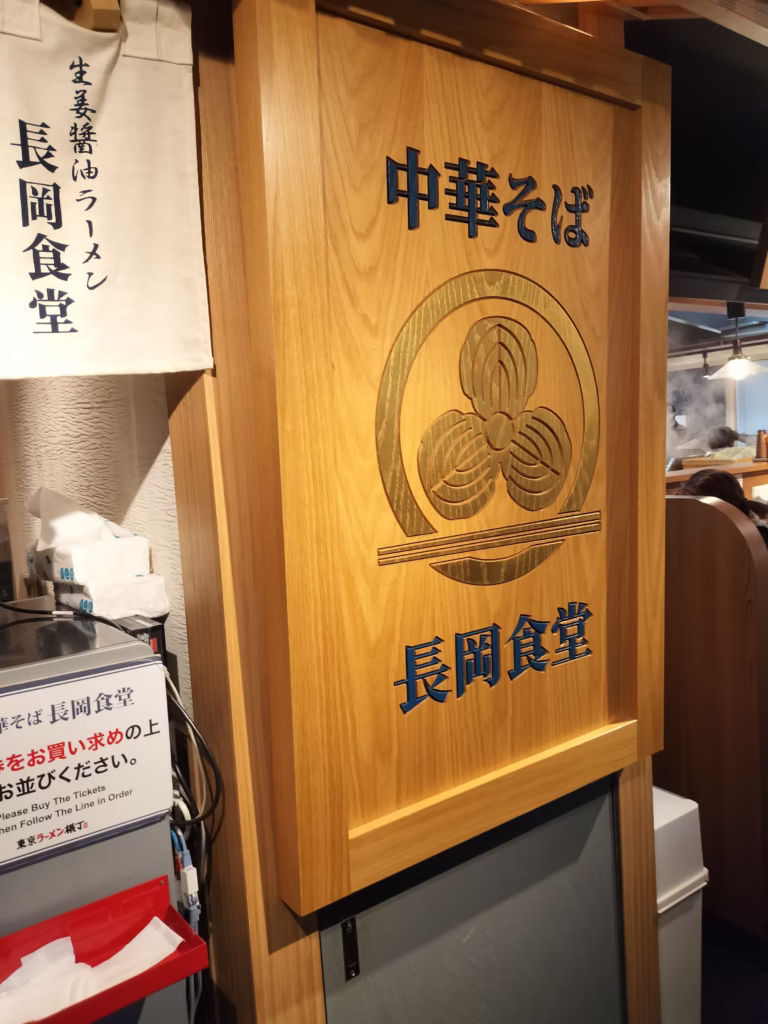 生姜醤油ラーメン
長岡食堂
中華そば
長岡食堂
華そば 長岡食堂
をお買い求めの上
お並びください。
Please Buy The Tickets
hen Follow The Line in Order
東京ラーメン横丁